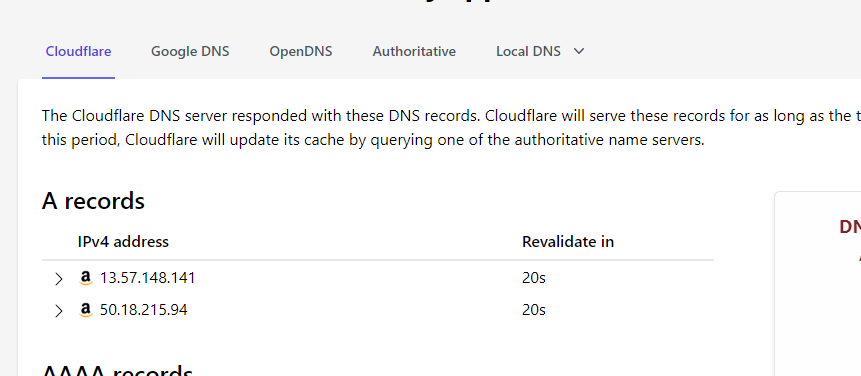 Cloudflare
Google DNS
OpenDNS
Authoritative
Local DNS
The Cloudflare DNS server responded with these DNS records. Cloudflare will serve these records for as long as the t
this period, Cloudflare will update its cache by querying one of the authoritative name servers.
A records
IPv4 address
Revalidate in
a 13.57.148.141
20s
a 50.18.215.94
20s
DN
AAAA records